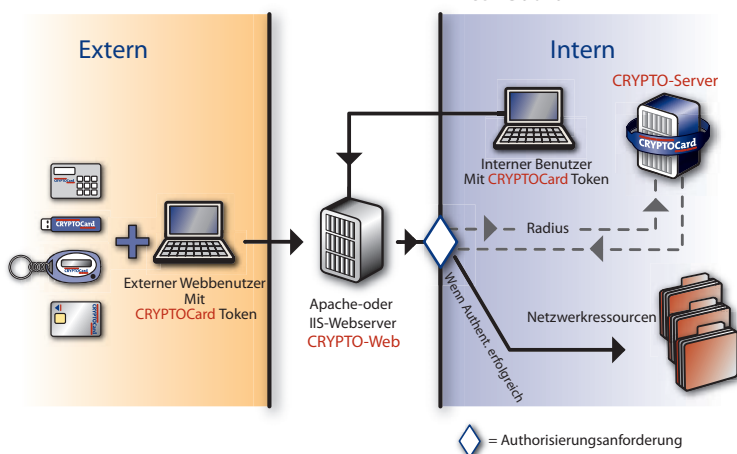 Extern
Intern
CRYPTO-Server
CRYPTOCard
Interner Benutzer
Mit CRYPTOCard Token
CRYPTOCard
Radius
Externer Webbenutzer
Mit
CRYPTOCard Token
Apache-oder
IIS-Webserver
CRYPTO-Web
Wenn Authent. erfolgreich
Netzwerkressourcen
= Authorisierungsanforderung